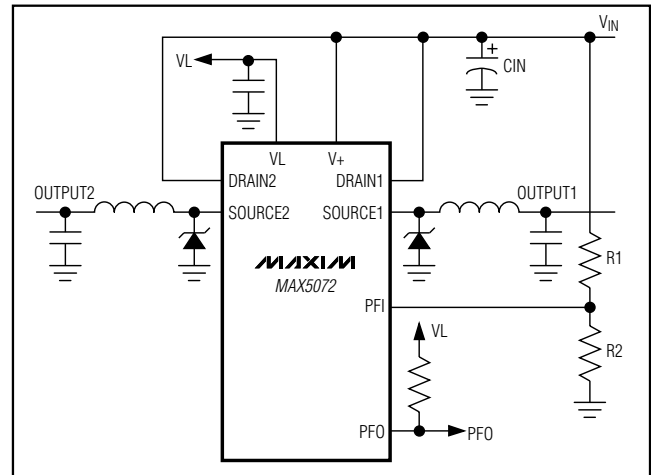 VIN
VL
CIN
VL
V+
DRAIN2
DRAIN1
OUTPUT2
OUTPUT1
SOURCE2
SOURCE1
MAXIM
MAX5072
R1
PFI
VL
R2
PFO
PFO